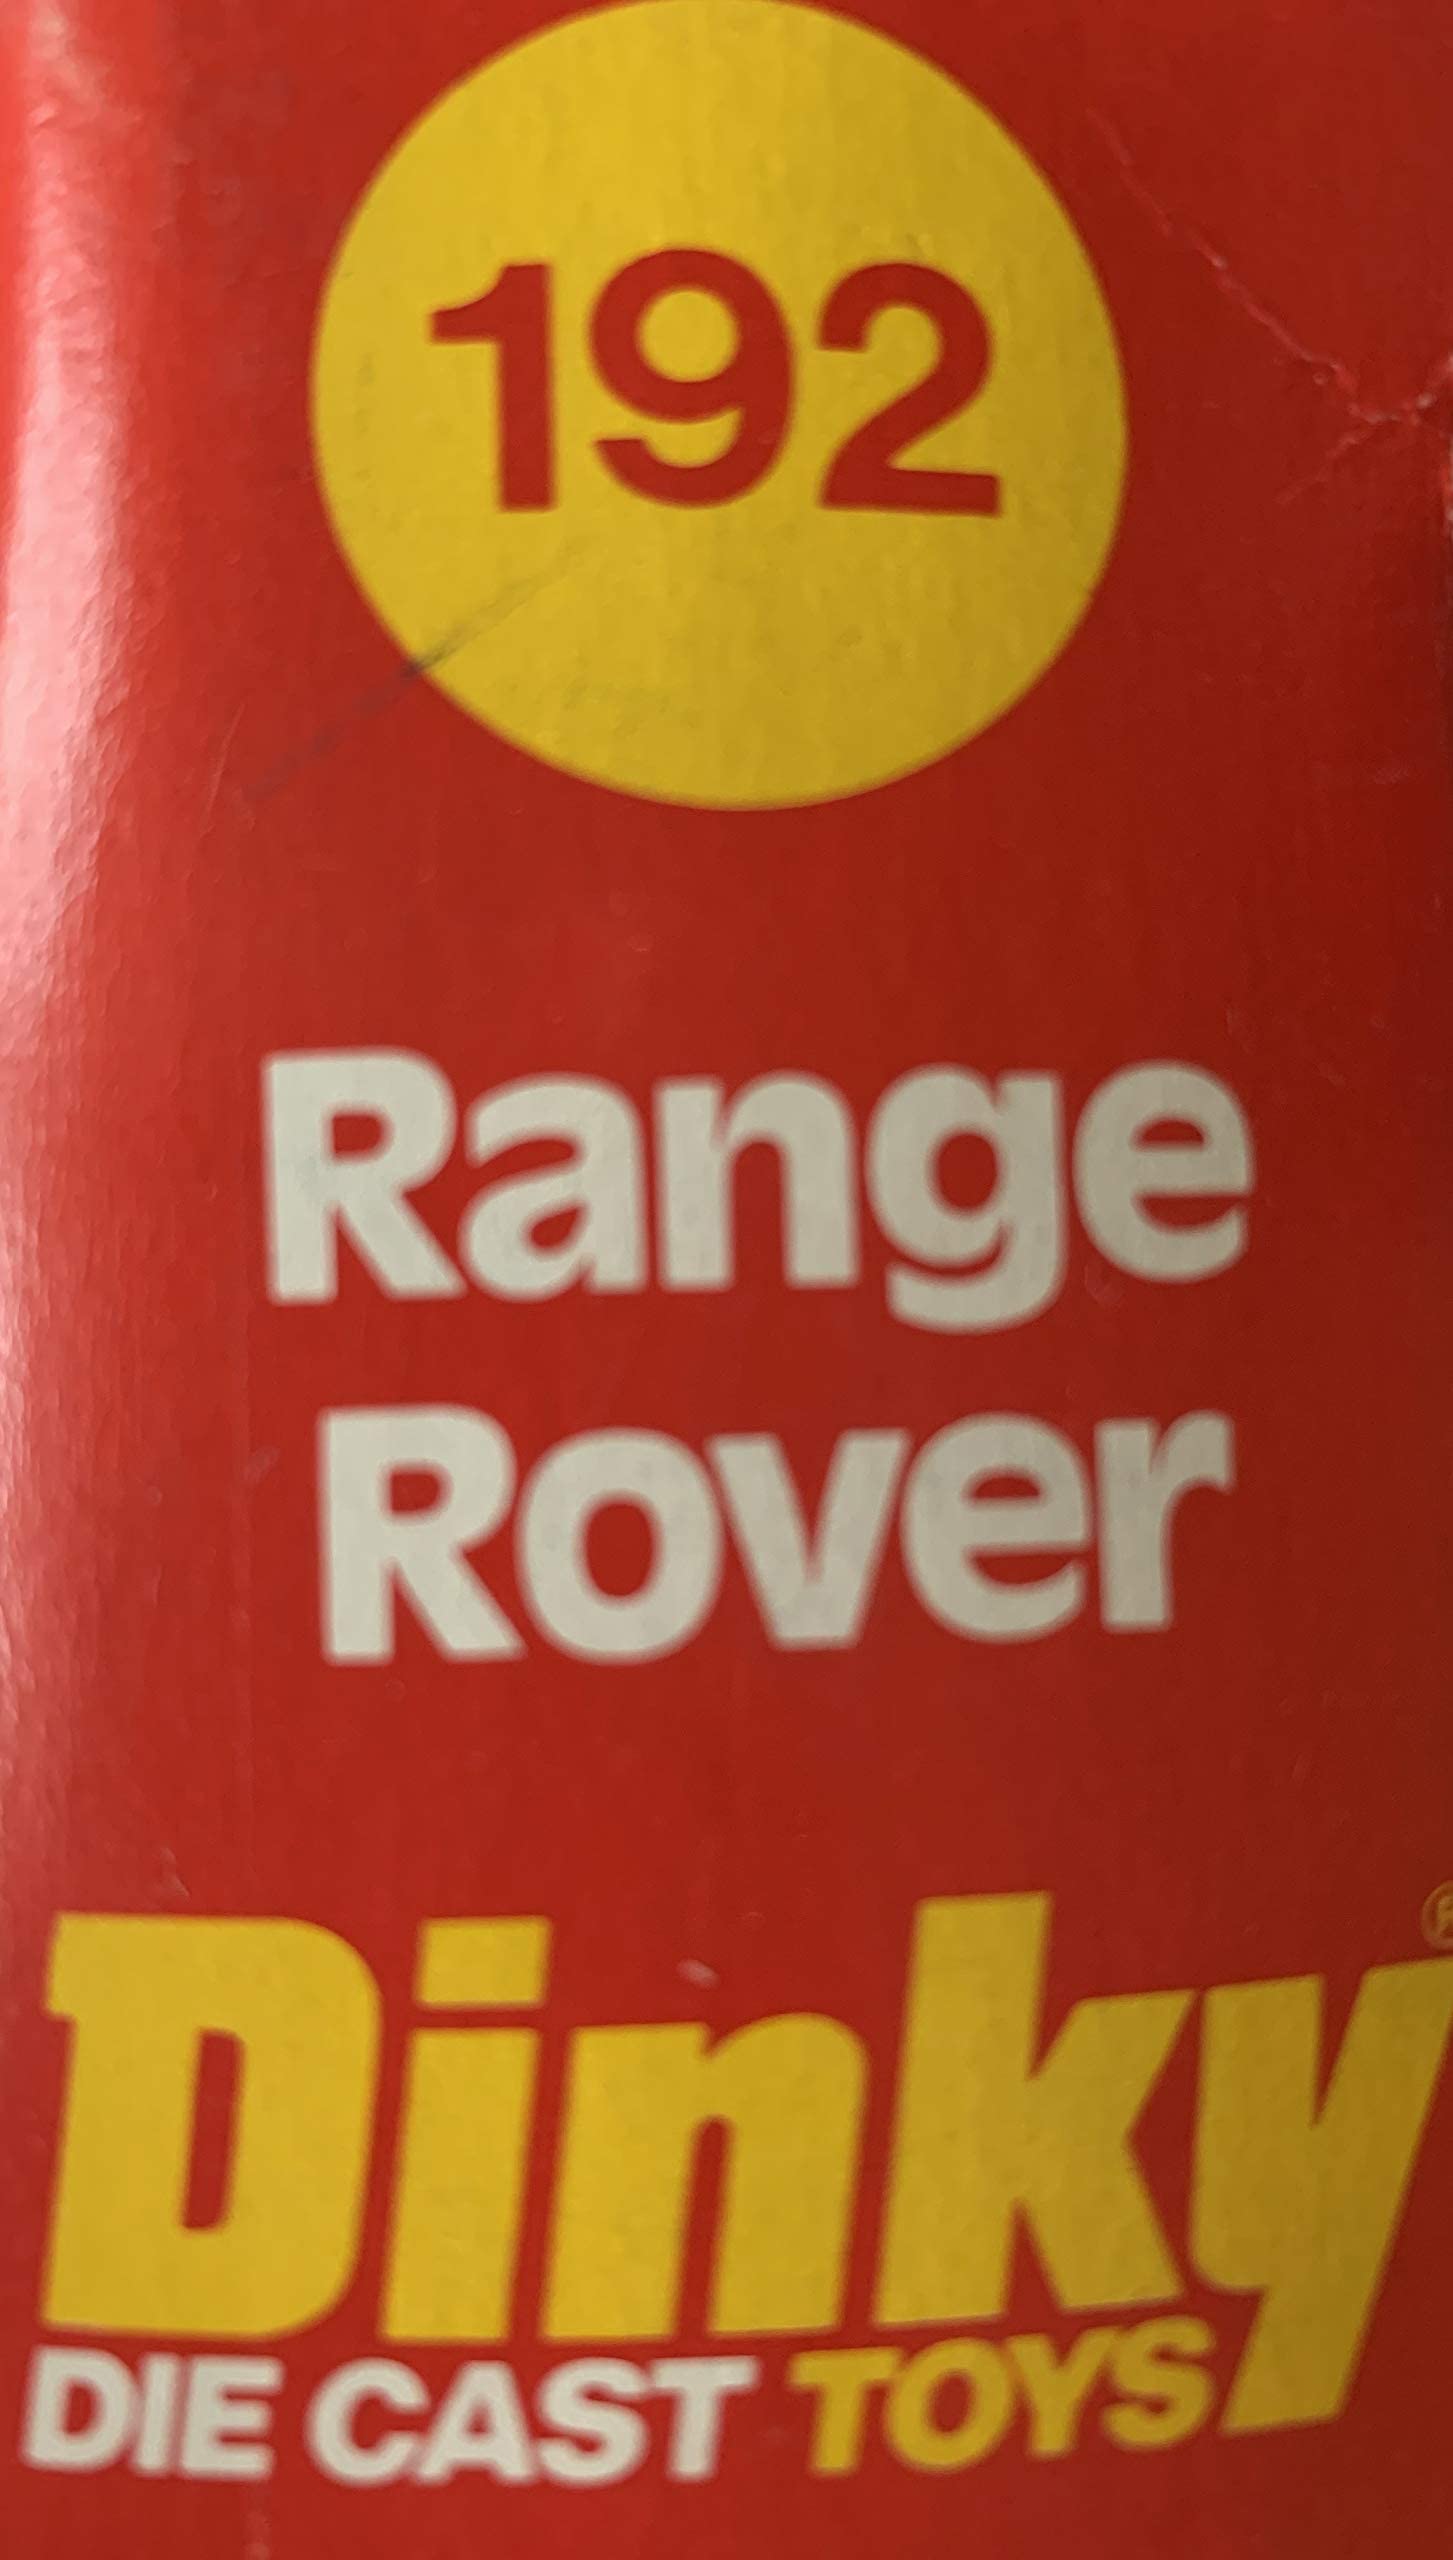 192
Range
Rover
Dinky®
DIE CAST TOYS